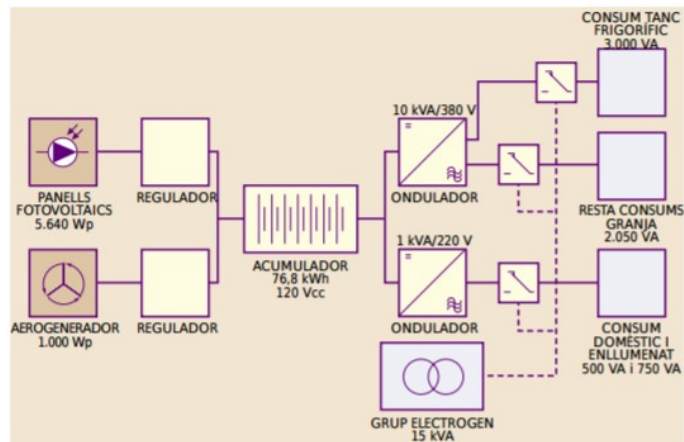 CONSUM TANC
FRIGORÍFIC
3.000 VA
10 kVA/380 V
PANELLS
FOTOVOLTAICS
5.640 Wp
REGULADOR
ONDULADOR
RESTA CONSUMS
GRANJA
2.050 VA
ACUMULADOR
76,8 kWh
120 Vcc
1 kVA/220 V
AEROGENERADOR
1.000 Wp
REGULADOR
ONDULADOR
CONSUM
DOMÈSTIC I
ENLLUMENAT
500 VA i 750 VA
GRUP ELECTROGEN
15 kVA